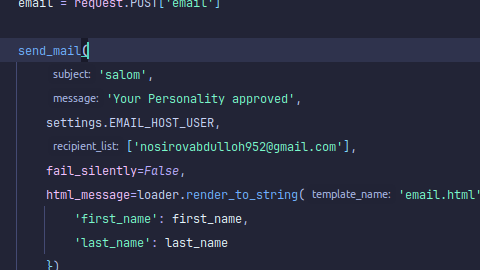 email = request.POST['email']
send_mail(
subject: 'salom',
message: 'Your Personality approved',
settings.EMAIL_HOST_USER,
recipient_list: ['nosirovabdulloh952@gmail.com'],
fail_silently=False,
html_message=loader.render_to_string( template_name: 'email.html'
'first_name': first_name,
'last_name': last_name
})